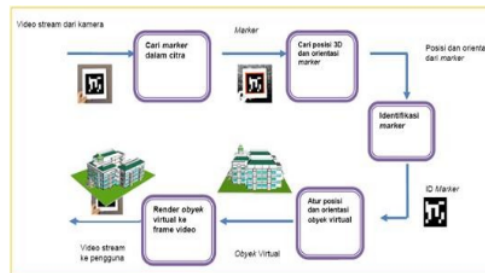 Video stream dari kamera
Cari marker
dalam citra
Marker
Cari posisi 3D
dan orientasi
marker
Posisi dan orientasi
dari marker
Identifikasi
marker
ID Marker
Atur posisi
dan orientasi
obyek virtual
Obyek Virtual
Render obyek
virtual ke
frame video
Video stream
ke pengguna